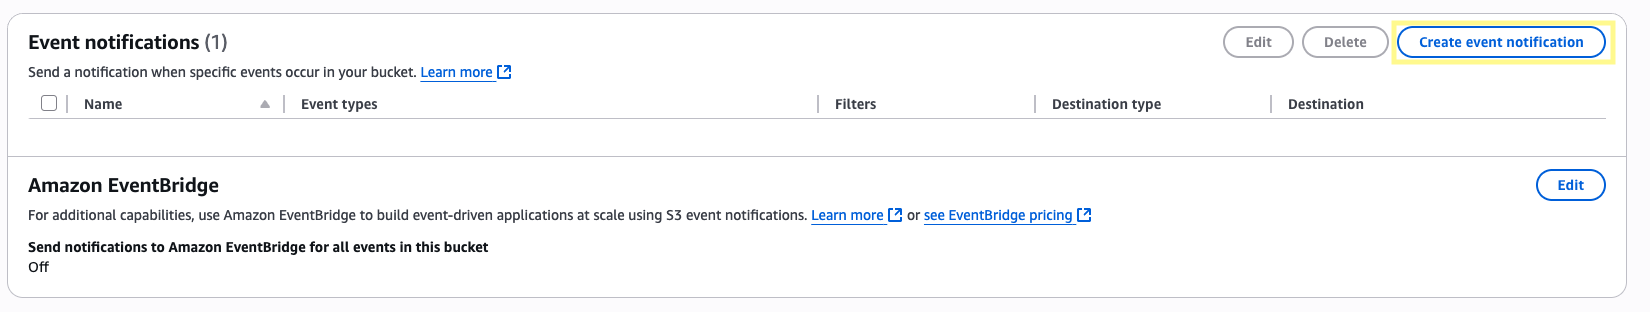 Event notifications (1)
Edit
Delete
Create event notification
Send a notification when specific events occur in your bucket. Learn more
Name
Event types
Filters
Destination type
Destination
Amazon EventBridge
Edit
For additional capabilities, use Amazon EventBridge to build event-driven applications at scale using S3 event notifications. Learn more or see EventBridge pricing
Send notifications to Amazon EventBridge for all events in this bucket
Off